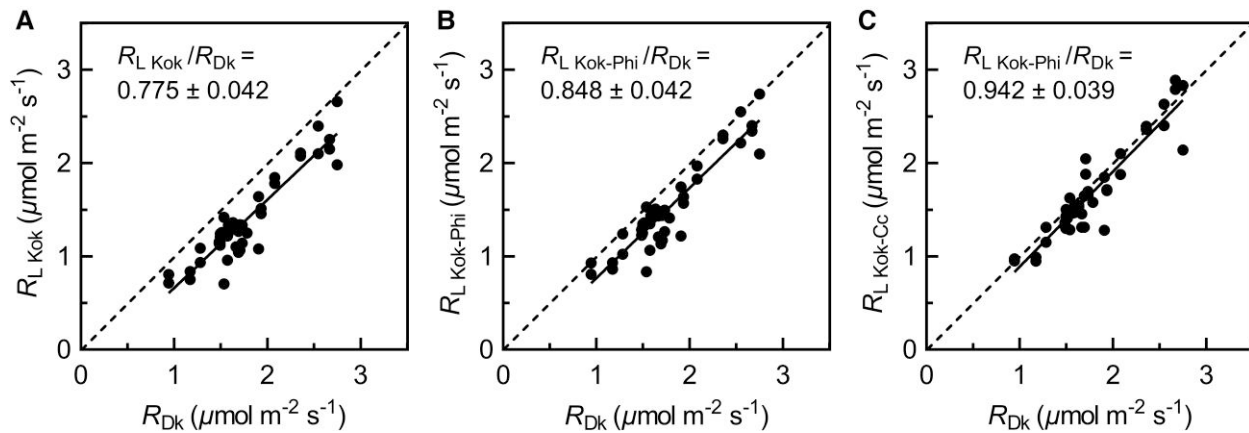 A
R_L Kok/R_Dk =
0.775 ± 0.042
R_L Kok (µmol m⁻² s⁻¹)
3
2
1
0
0 1 2 3
R_Dk (µmol m⁻² s⁻¹)
B
R_L Kok-Phi/R_Dk =
0.848 ± 0.042
R_L Kok-Phi (µmol m⁻² s⁻¹)
3
2
1
0
0 1 2 3
R_Dk (µmol m⁻² s⁻¹)
C
R_L Kok-Phi/R_Dk =
0.942 ± 0.039
R_L Kok-Cc (µmol m⁻² s⁻¹)
3
2
1
0
0 1 2 3
R_Dk (µmol m⁻² s⁻¹)